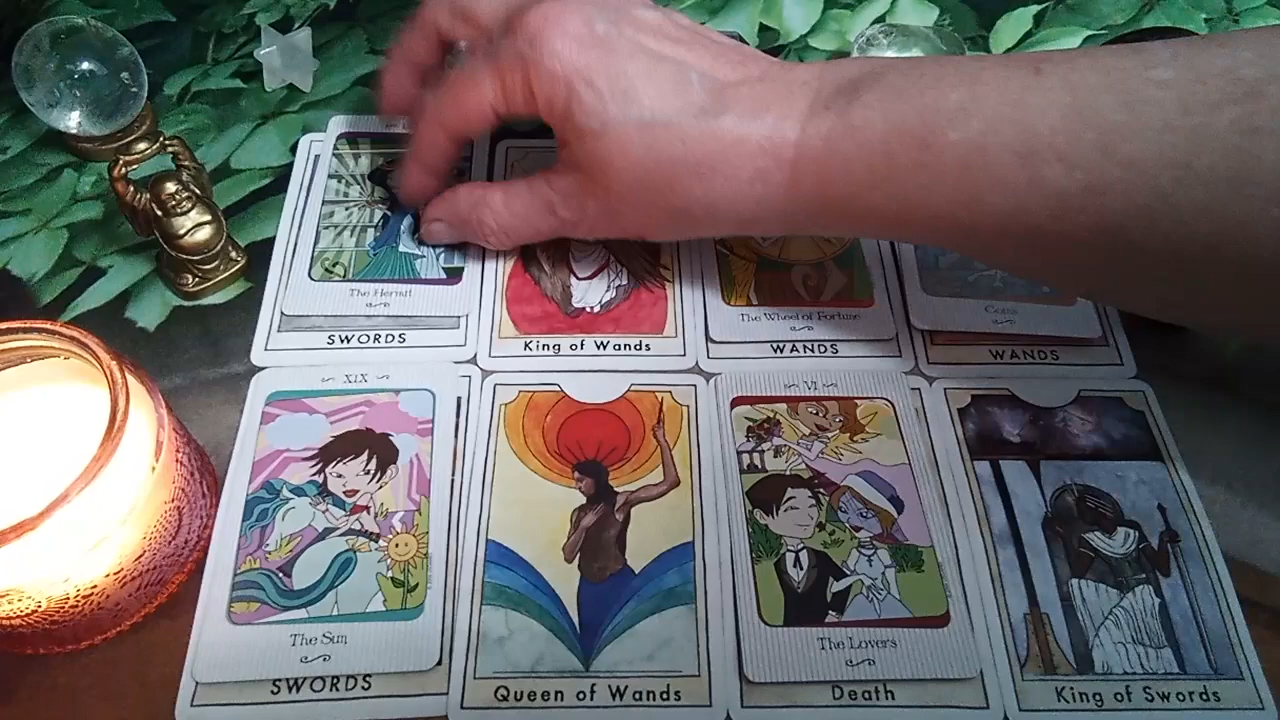 The Hermit
SWORDS
King of Wands
The Wheel of Fortune
WANDS
Coins
WANDS
XIX
The Sun
SWORDS
Queen of Wands
VI
The Lovers
Death
King of Swords